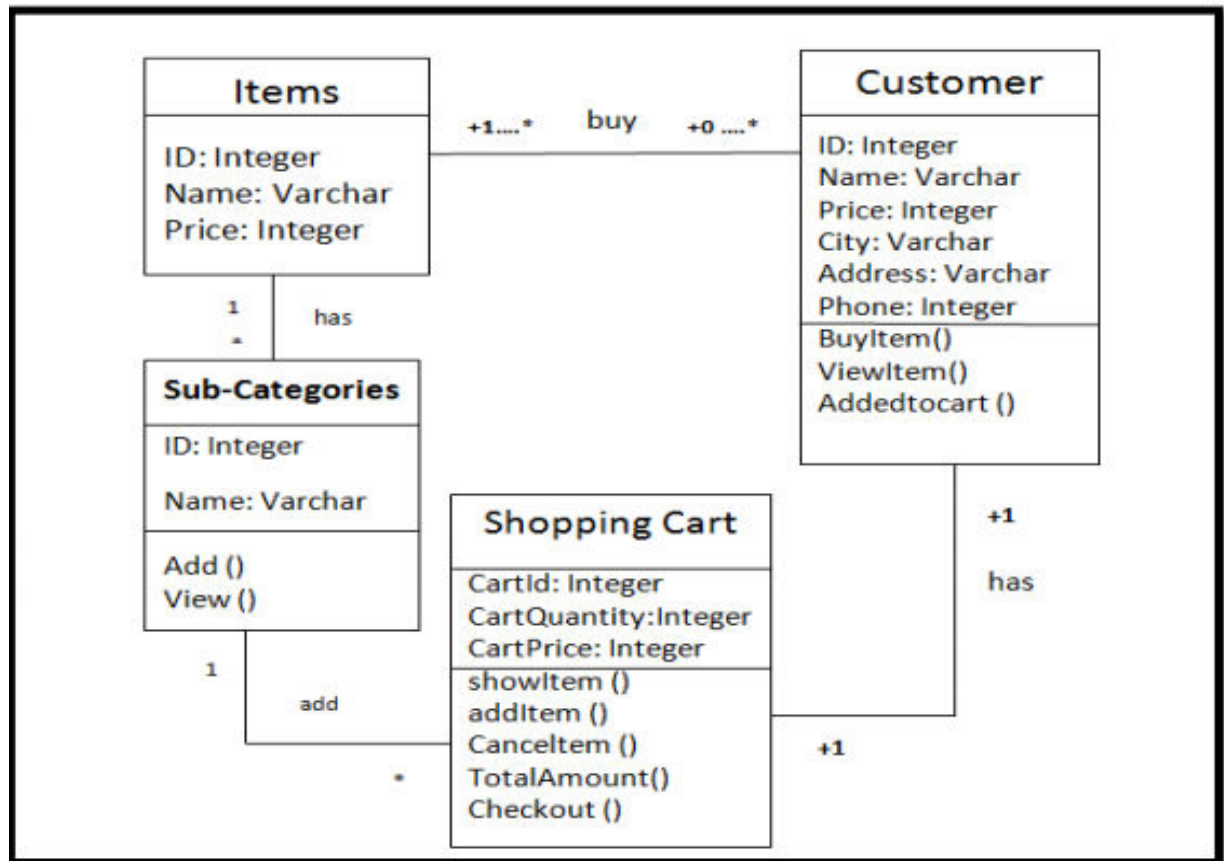 Items
ID: Integer
Name: Varchar
Price: Integer
+1....*
buy
+0 ....*
Customer
ID: Integer
Name: Varchar
Price: Integer
City: Varchar
Address: Varchar
Phone: Integer
BuyItem()
ViewItem()
Addedtocart ()
1
has
*
Sub-Categories
ID: Integer
Name: Varchar
Add ()
View ()
1
add
*
Shopping Cart
CartId: Integer
CartQuantity:Integer
CartPrice: Integer
showItem ()
addItem ()
Canceltem ()
TotalAmount()
Checkout ()
+1
has
+1